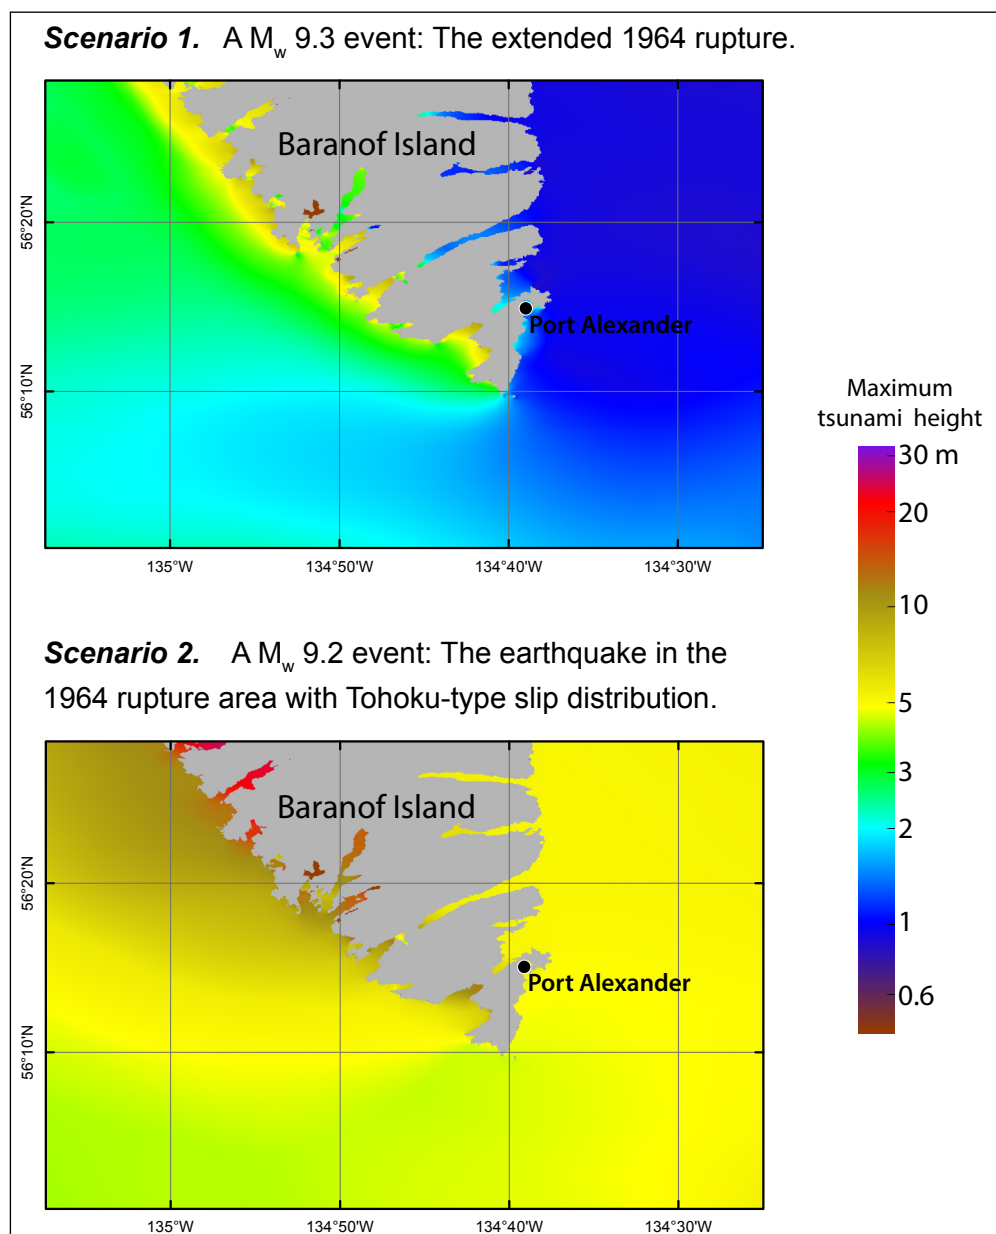 Scenario 1. A Mw 9.3 event: The extended 1964 rupture.
Baranof Island
Port Alexander
56°20'N
56°10'N
135°W
134°50'W
134°40'W
134°30'W
Maximum
tsunami height
30 m
20
10
5
3
2
1
0.6
Scenario 2. A Mw 9.2 event: The earthquake in the
1964 rupture area with Tohoku-type slip distribution.
Baranof Island
Port Alexander
56°20'N
56°10'N
135°W
134°50'W
134°40'W
134°30'W